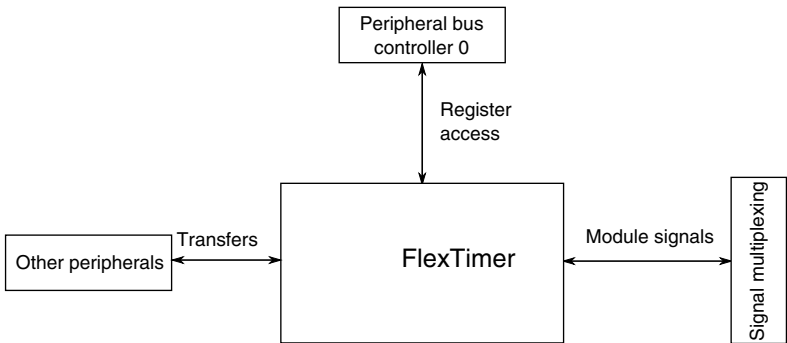 Peripheral bus
controller 0
Register
access
Transfers
Other peripherals
FlexTimer
Module signals
Signal multiplexing